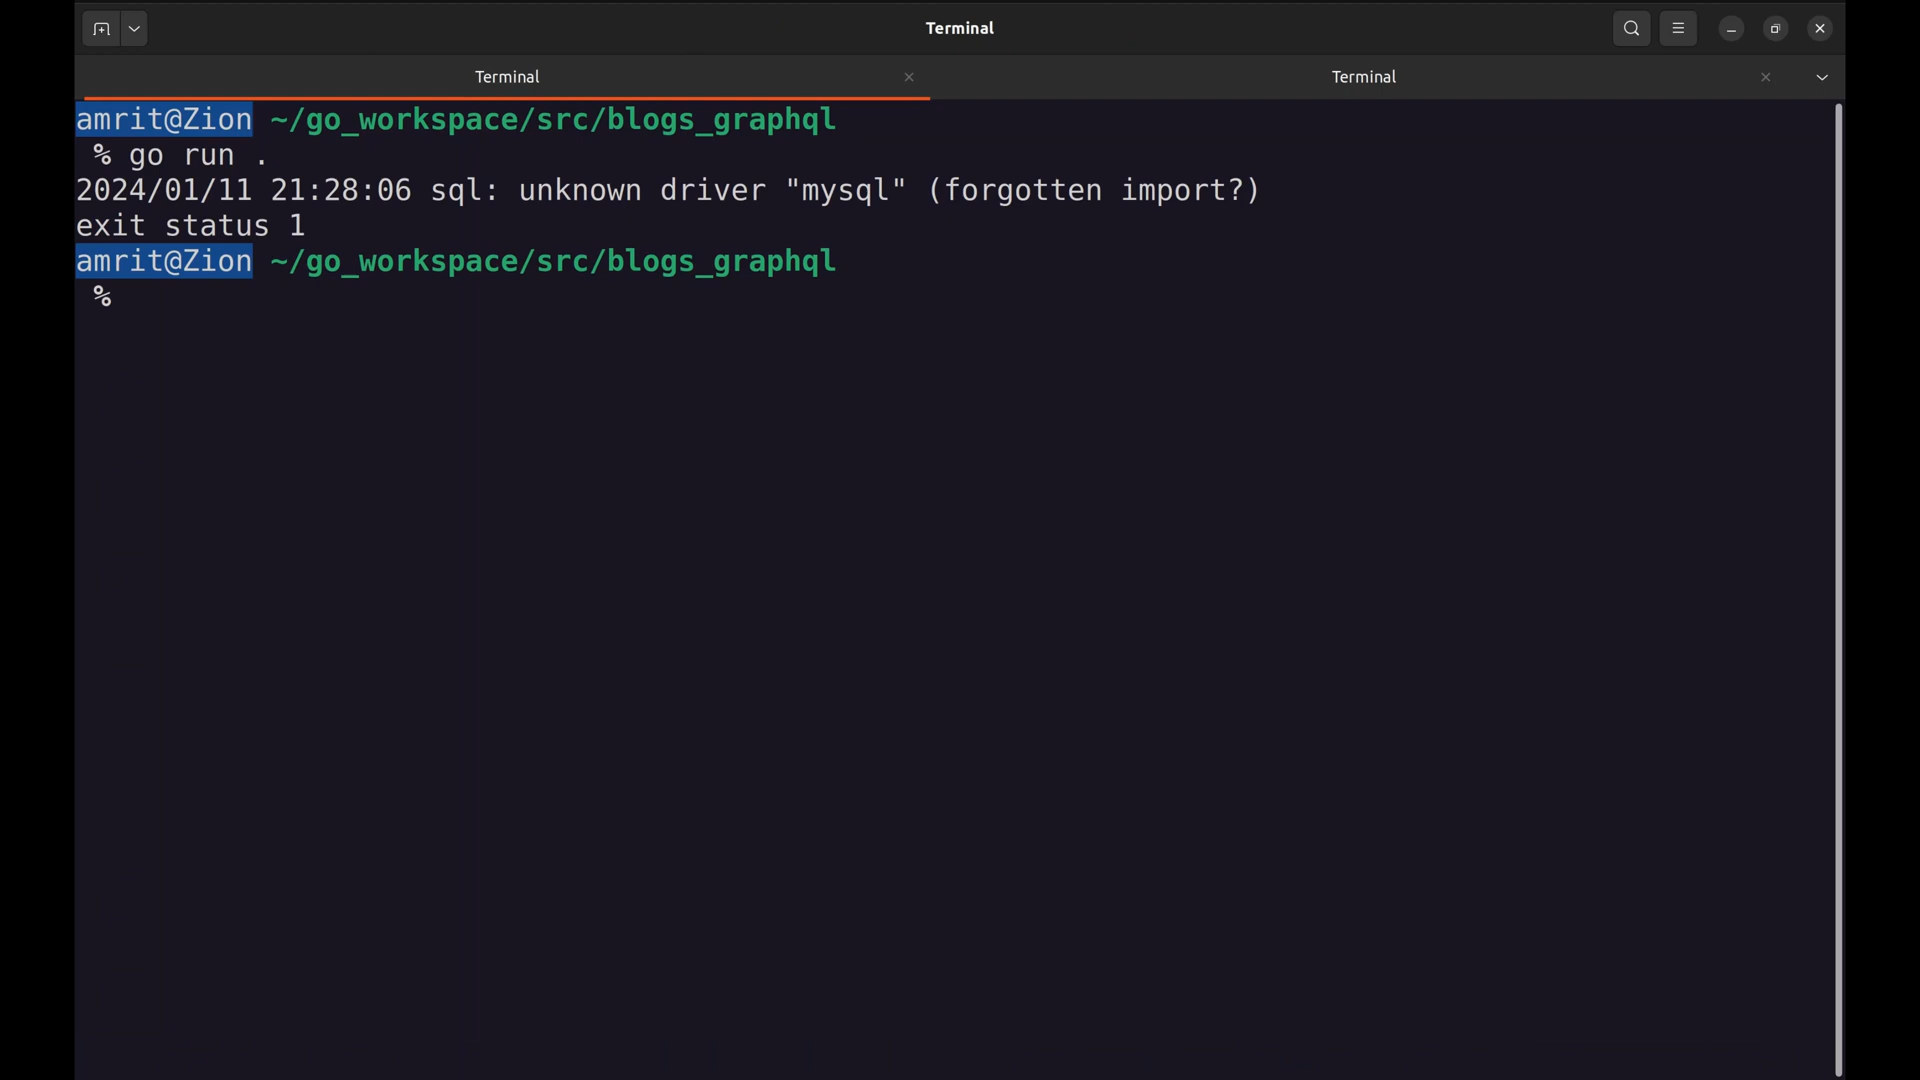 Terminal
Terminal Terminal
amrit@Zion ~/go_workspace/src/blogs_graphql
% go run .
2024/01/11 21:28:06 sql: unknown driver "mysql" (forgotten import?)
exit status 1
amrit@Zion ~/go_workspace/src/blogs_graphql
%